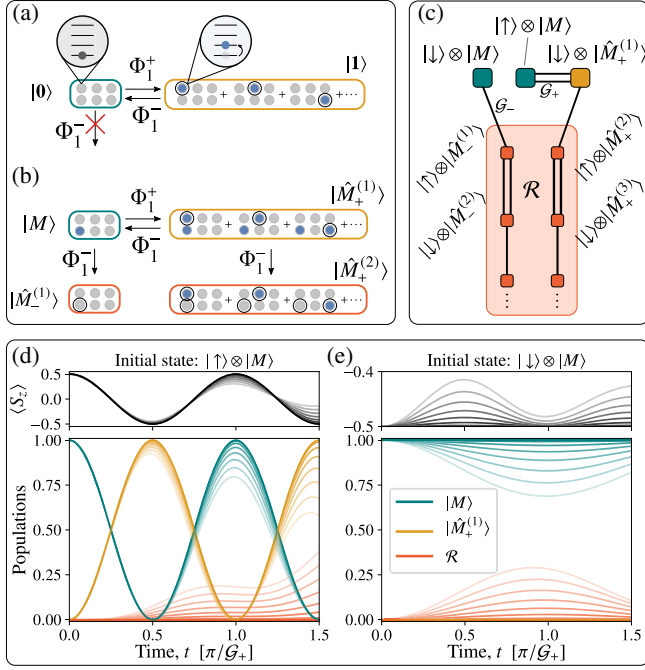 (a)
|0⟩
Φ₁⁺
Φ₁⁻
Φ₁⁻
|1⟩
+ + + ⋯
(b)
|M⟩
Φ₁⁺
Φ₁⁻
|M̂₊⁽¹⁾⟩
+ + + ⋯
Φ₁⁻
Φ₁⁻
|M̂₋⁽¹⁾⟩
|M̂₊⁽²⁾⟩
+ + + ⋯
(c)
|↑⟩⊗|M⟩
|↓⟩⊗|M⟩
|↓⟩⊗|M̂₊⁽¹⁾⟩
𝒢₋
𝒢₊
|↑⟩⊗|M̂₋⁽¹⁾⟩
|↑⟩⊗|M̂₊⁽²⁾⟩
ℛ
|↓⟩⊗|M̂₋⁽²⁾⟩
|↓⟩⊗|M̂₊⁽³⁾⟩
⋮ ⋮
(d) Initial state: |↑⟩⊗|M⟩
⟨S_z⟩
0.5
0.0
−0.5
Populations
1.00
0.75
0.50
0.25
0.00
0.0 0.5 1.0 1.5
Time, t [π/𝒢₊]
(e) Initial state: |↓⟩⊗|M⟩
−0.4
−0.5
|M⟩
|M̂₊⁽¹⁾⟩
ℛ
0.0 0.5 1.0 1.5
Time, t [π/𝒢₊]